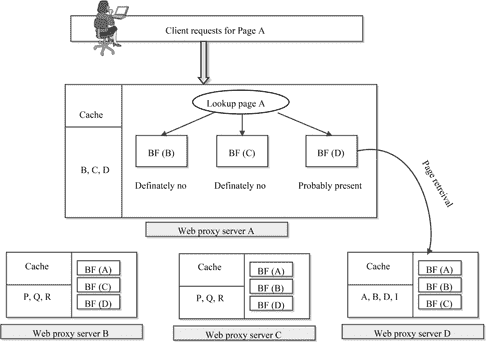 Client requests for Page A
Lookup page A
Cache
B, C, D
BF (B)
BF (C)
BF (D)
Definately no
Definately no
Probably present
Page retreival
Web proxy server A
Cache
P, Q, R
BF (A)
BF (C)
BF (D)
Web proxy server B
Cache
P, Q, R
BF (A)
BF (B)
BF (D)
Web proxy server C
Cache
A, B, D, I
BF (A)
BF (B)
BF (C)
Web proxy server D